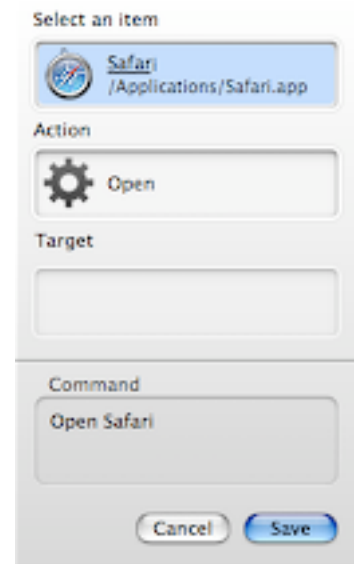 Select an item
Safari
/Applications/Safari.app
Action
Open
Target
Command
Open Safari
Cancel Save